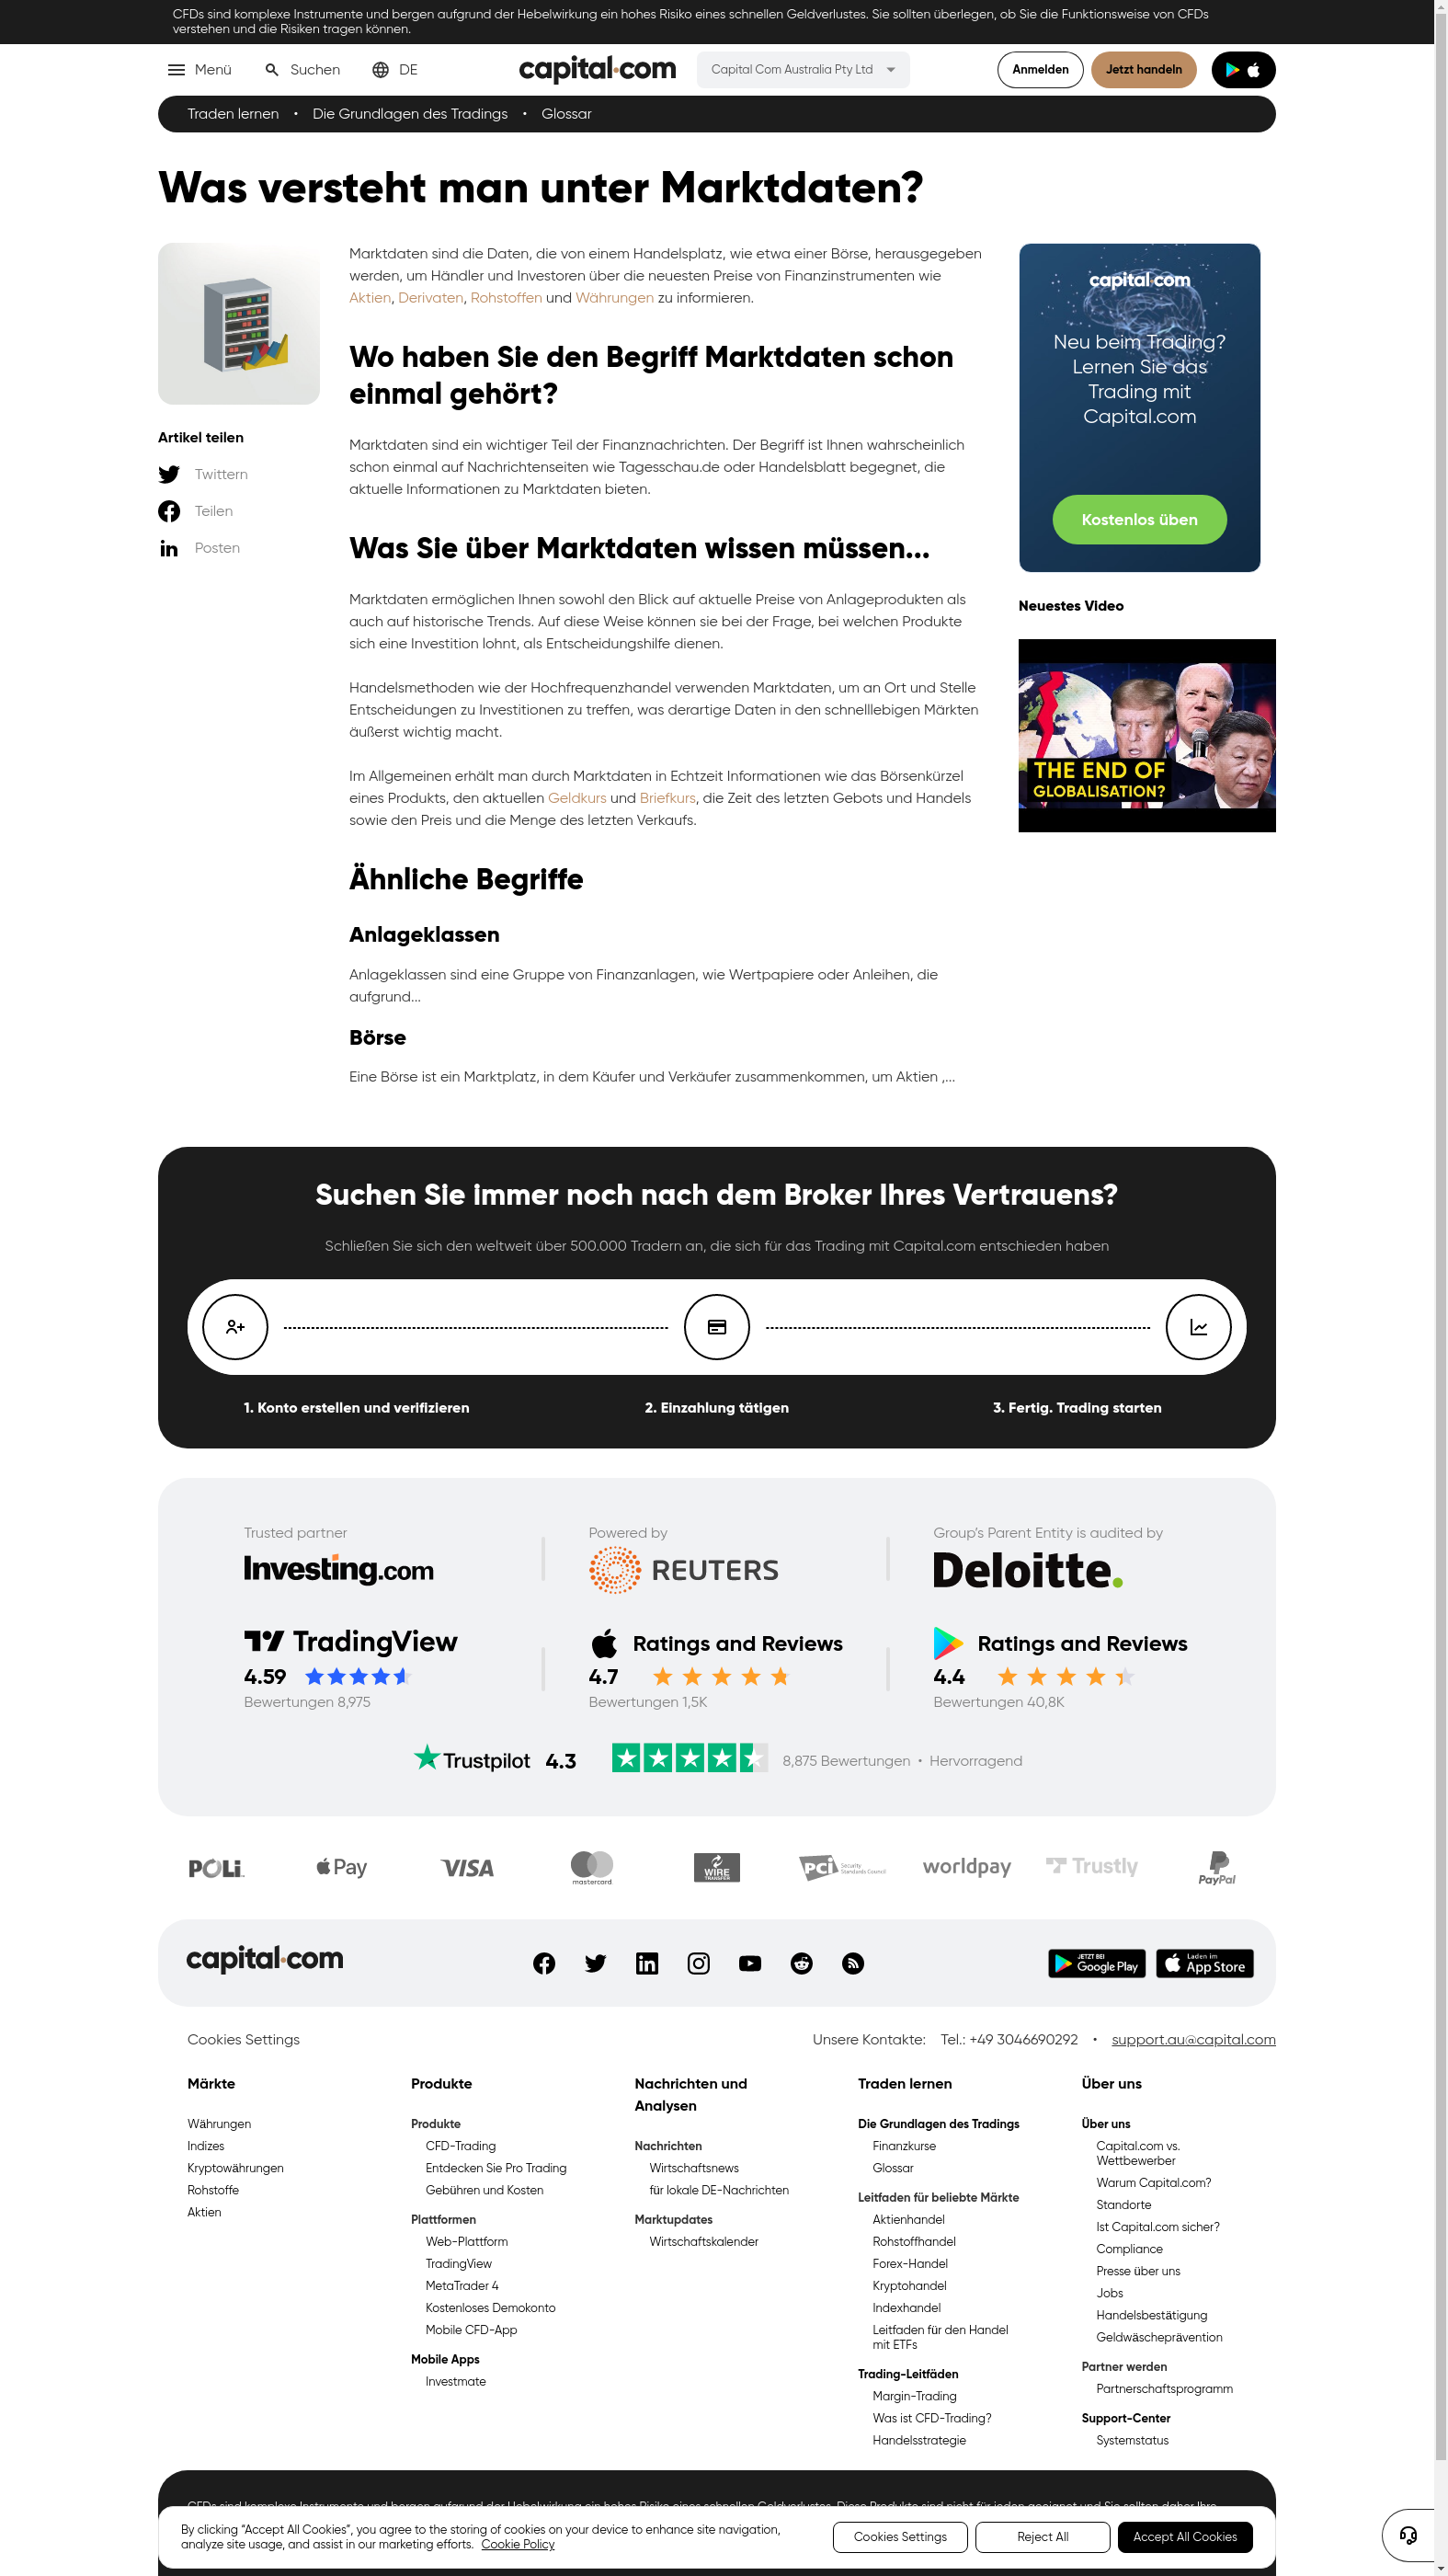 CFDs sind komplexe Instrumente und bergen aufgrund der Hebelwirkung ein hohes Risiko eines schnellen Geldverlustes. Sie sollten überlegen, ob Sie die Funktionsweise von CFDs
verstehen und die Risiken tragen können.
Menü
Suchen
DE
capital.com
Capital Com Australia Pty Ltd
Anmelden
Jetzt handeln
Traden lernen • Die Grundlagen des Tradings • Glossar
Was versteht man unter Marktdaten?
Artikel teilen
Twittern
Teilen
Posten
Marktdaten sind die Daten, die von einem Handelsplatz, wie etwa einer Börse, herausgegeben
werden, um Händler und Investoren über die neuesten Preise von Finanzinstrumenten wie
Aktien, Derivaten, Rohstoffen und Währungen zu informieren.
Wo haben Sie den Begriff Marktdaten schon
einmal gehört?
Marktdaten sind ein wichtiger Teil der Finanznachrichten. Der Begriff ist Ihnen wahrscheinlich
schon einmal auf Nachrichtenseiten wie Tagesschau.de oder Handelsblatt begegnet, die
aktuelle Informationen zu Marktdaten bieten.
Was Sie über Marktdaten wissen müssen...
Marktdaten ermöglichen Ihnen sowohl den Blick auf aktuelle Preise von Anlageprodukten als
auch auf historische Trends. Auf diese Weise können sie bei der Frage, bei welchen Produkte
sich eine Investition lohnt, als Entscheidungshilfe dienen.
Handelsmethoden wie der Hochfrequenzhandel verwenden Marktdaten, um an Ort und Stelle
Entscheidungen zu Investitionen zu treffen, was derartige Daten in den schnelllebigen Märkten
äußerst wichtig macht.
Im Allgemeinen erhält man durch Marktdaten in Echtzeit Informationen wie das Börsenkürzel
eines Produkts, den aktuellen Geldkurs und Briefkurs, die Zeit des letzten Gebots und Handels
sowie den Preis und die Menge des letzten Verkaufs.
Ähnliche Begriffe
Anlageklassen
Anlageklassen sind eine Gruppe von Finanzanlagen, wie Wertpapiere oder Anleihen, die
aufgrund...
Börse
Eine Börse ist ein Marktplatz, in dem Käufer und Verkäufer zusammenkommen, um Aktien ,...
capital.com
Neu beim Trading?
Lernen Sie das
Trading mit
Capital.com
Kostenlos üben
Neuestes Video
THE END OF
GLOBALISATION?
Suchen Sie immer noch nach dem Broker Ihres Vertrauens?
Schließen Sie sich den weltweit über 500.000 Tradern an, die sich für das Trading mit Capital.com entschieden haben
1. Konto erstellen und verifizieren
2. Einzahlung tätigen
3. Fertig. Trading starten
Trusted partner
Investing.com
Powered by
REUTERS
Group's Parent Entity is audited by
Deloitte.
TradingView
4.59
Bewertungen 8,975
Ratings and Reviews
4.7
Bewertungen 1,5K
Ratings and Reviews
4.4
Bewertungen 40,8K
Trustpilot 4.3
8,875 Bewertungen • Hervorragend
POLi
Pay
VISA
mastercard
WIRE
TRANSFER
PCI Security
Standards Council
worldpay
Trustly
PayPal
capital.com
JETZT BEI
Google Play
Laden im
App Store
Cookies Settings
Unsere Kontakte: Tel.: +49 3046690292 • support.au@capital.com
Märkte
Währungen
Indizes
Kryptowährungen
Rohstoffe
Aktien
Produkte
Produkte
CFD-Trading
Entdecken Sie Pro Trading
Gebühren und Kosten
Plattformen
Web-Plattform
TradingView
MetaTrader 4
Kostenloses Demokonto
Mobile CFD-App
Mobile Apps
Investmate
Nachrichten und
Analysen
Nachrichten
Wirtschaftsnews
für lokale DE-Nachrichten
Marktupdates
Wirtschaftskalender
Traden lernen
Die Grundlagen des Tradings
Finanzkurse
Glossar
Leitfaden für beliebte Märkte
Aktienhandel
Rohstoffhandel
Forex-Handel
Kryptohandel
Indexhandel
Leitfaden für den Handel
mit ETFs
Trading-Leitfäden
Margin-Trading
Was ist CFD-Trading?
Handelsstrategie
Über uns
Über uns
Capital.com vs.
Wettbewerber
Warum Capital.com?
Standorte
Ist Capital.com sicher?
Compliance
Presse über uns
Jobs
Handelsbestätigung
Geldwäscheprävention
Partner werden
Partnerschaftsprogramm
Support-Center
Systemstatus
CFDs sind komplexe Instrumente und bergen aufgrund der Hebelwirkung ein hohes Risiko eines schnellen Geldverlustes. Diese Produkte sind nicht für jeden geeignet und Sie sollten daher Ihre
By clicking “Accept All Cookies”, you agree to the storing of cookies on your device to enhance site navigation,
analyze site usage, and assist in our marketing efforts. Cookie Policy
Cookies Settings
Reject All
Accept All Cookies